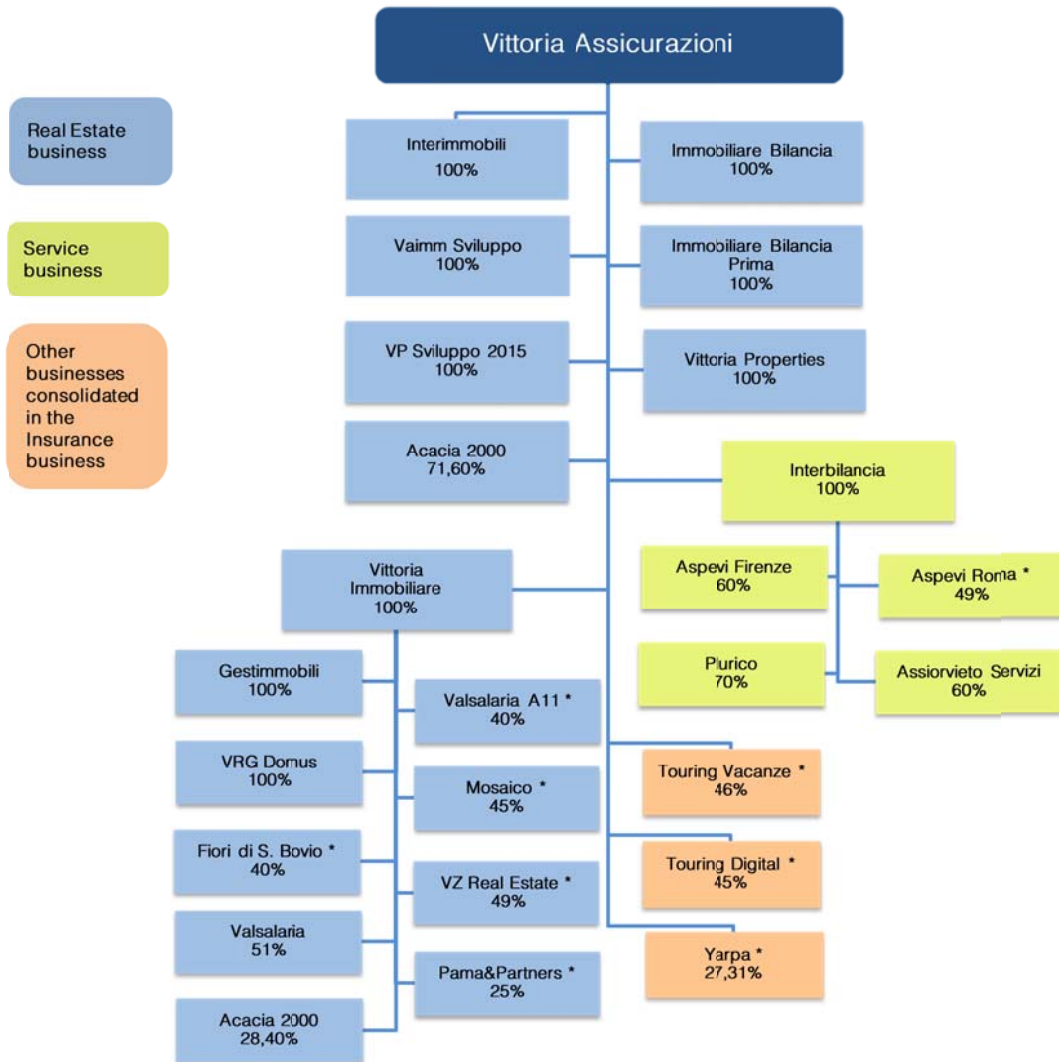 Vittoria Assicurazioni
Real Estate
business
Service
business
Other
businesses
consolidated
in the
Insurance
business
Interimmobili
100%
Immobiliare Bilancia
100%
Vaimm Sviluppo
100%
Immobiliare Bilancia
Prima
100%
VP Sviluppo 2015
100%
Vittoria Properties
100%
Acacia 2000
71,60%
Interbilancia
100%
Aspevi Firenze
60%
Aspevi Roma *
49%
Plurico
70%
Assiorvieto Servizi
60%
Vittoria
Immobiliare
100%
Gestimmobili
100%
Valsalaria A11 *
40%
VRG Domus
100%
Mosaico *
45%
Fiori di S. Bovio *
40%
VZ Real Estate *
49%
Valsalaria
51%
Pama&Partners *
25%
Acacia 2000
28,40%
Touring Vacanze *
46%
Touring Digital *
45%
Yarpa *
27,31%